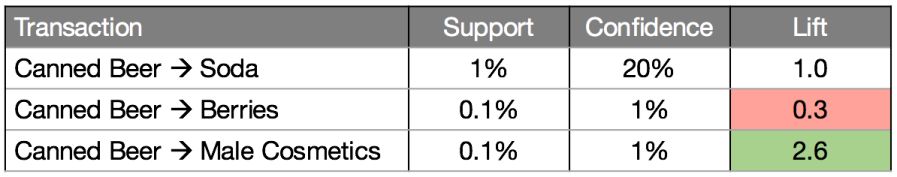 Transaction Support Confidence Lift
Canned Beer → Soda 1% 20% 1.0
Canned Beer → Berries 0.1% 1% 0.3
Canned Beer → Male Cosmetics 0.1% 1% 2.6